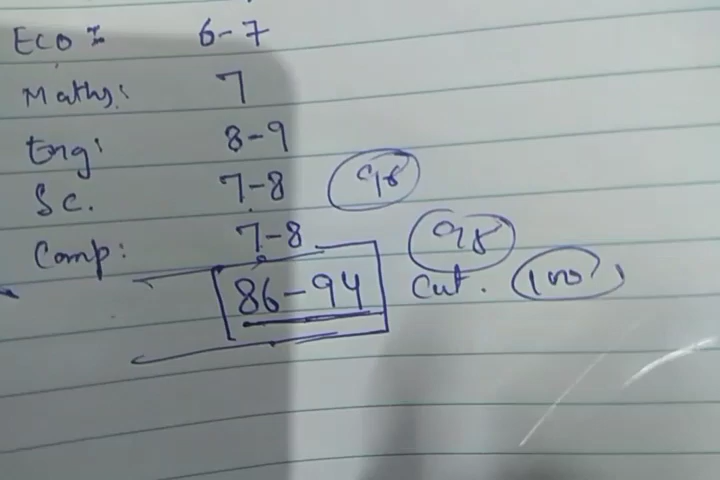 Eco: 6-7
Maths: 7
Eng: 8-9
Sc. 7-8 98
Comp: 7-8 98
86-94 Cut. 100